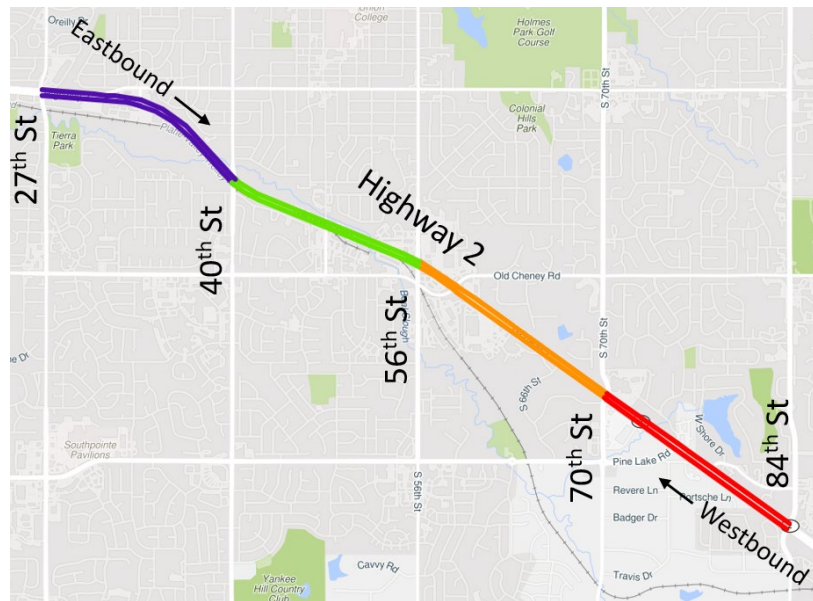 Oreilly St
Union
College
Holmes
Park Golf
Course
Eastbound
S 70th St
Colonial
Hills
Park
Tierra
Park
27th St
40th St
Highway 2
Old Cheney Rd
56th St
S 70th St
S 66th St
70th St
84th St
W Shore Dr
Southpointe
Pavilions
Pine Lake Rd
S 56th St
Revere Ln
Portsche Ln
Badger Dr
Westbound
Yankee
Hill Country
Club
Cavvy Rd
Travis Dr